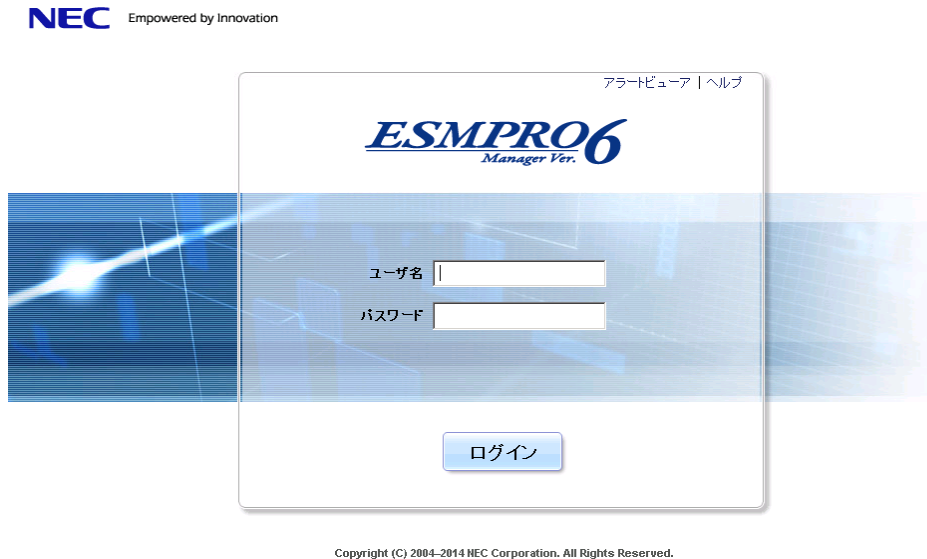 NEC Empowered by Innovation
アラートビューア | ヘルプ
ESMPRO6
Manager Ver.
ユーザ名
パスワード
ログイン
Copyright (C) 2004-2014 NEC Corporation. All Rights Reserved.